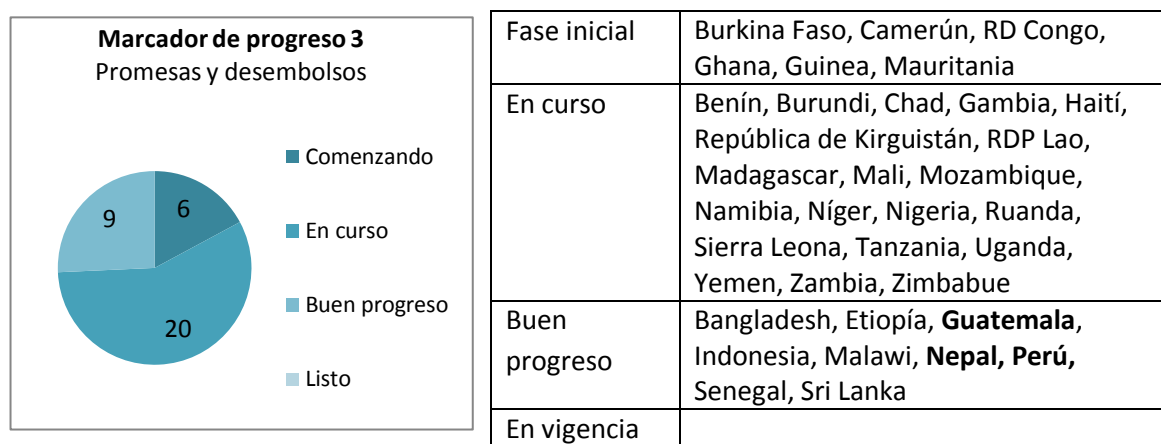 Marcador de progreso 3
Promesas y desembolsos
9
6
20
Comenzando
En curso
Buen progreso
Listo
Fase inicial
Burkina Faso, Camerún, RD Congo,
Ghana, Guinea, Mauritania
En curso
Benín, Burundi, Chad, Gambia, Haití,
República de Kirguistán, RDP Lao,
Madagascar, Mali, Mozambique,
Namibia, Níger, Nigeria, Ruanda,
Sierra Leona, Tanzania, Uganda,
Yemen, Zambia, Zimbabue
Buen
progreso
Bangladesh, Etiopía, Guatemala,
Indonesia, Malawi, Nepal, Perú,
Senegal, Sri Lanka
En vigencia